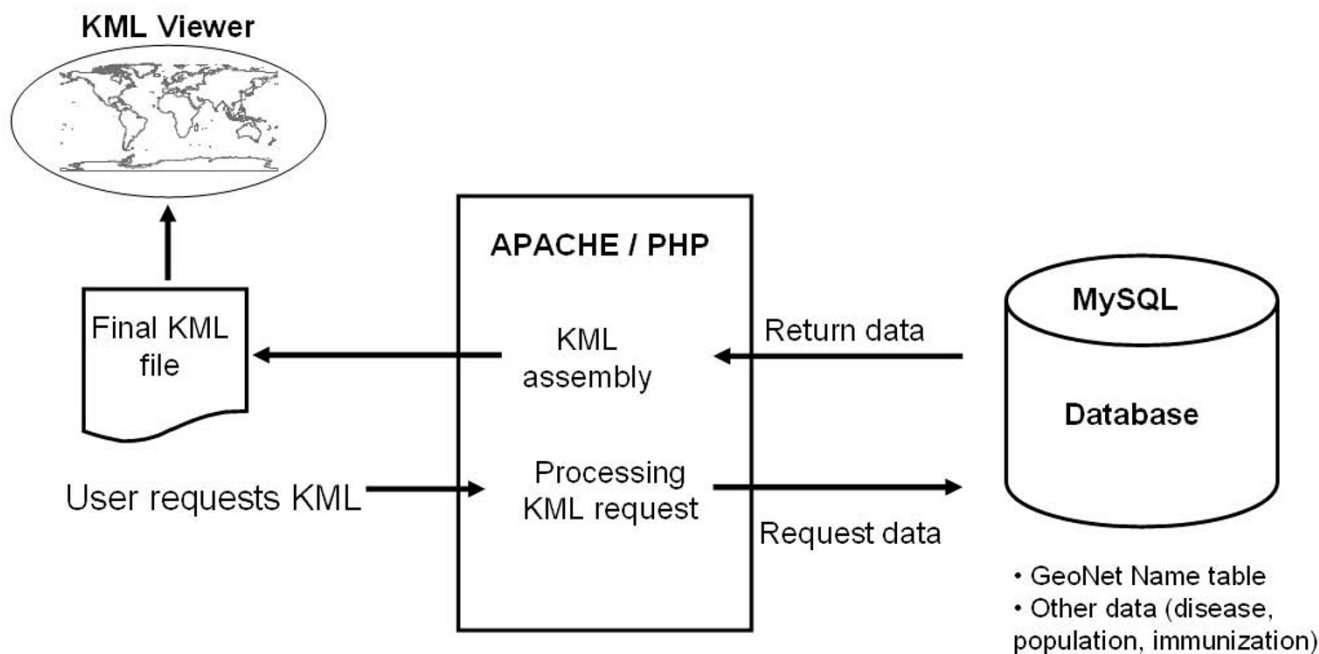 KML Viewer
APACHE / PHP
MySQL
Final KML
file
KML
assembly
Return data
Database
User requests KML
Processing
KML request
Request data
• GeoNet Name table
• Other data (disease,
population, immunization)